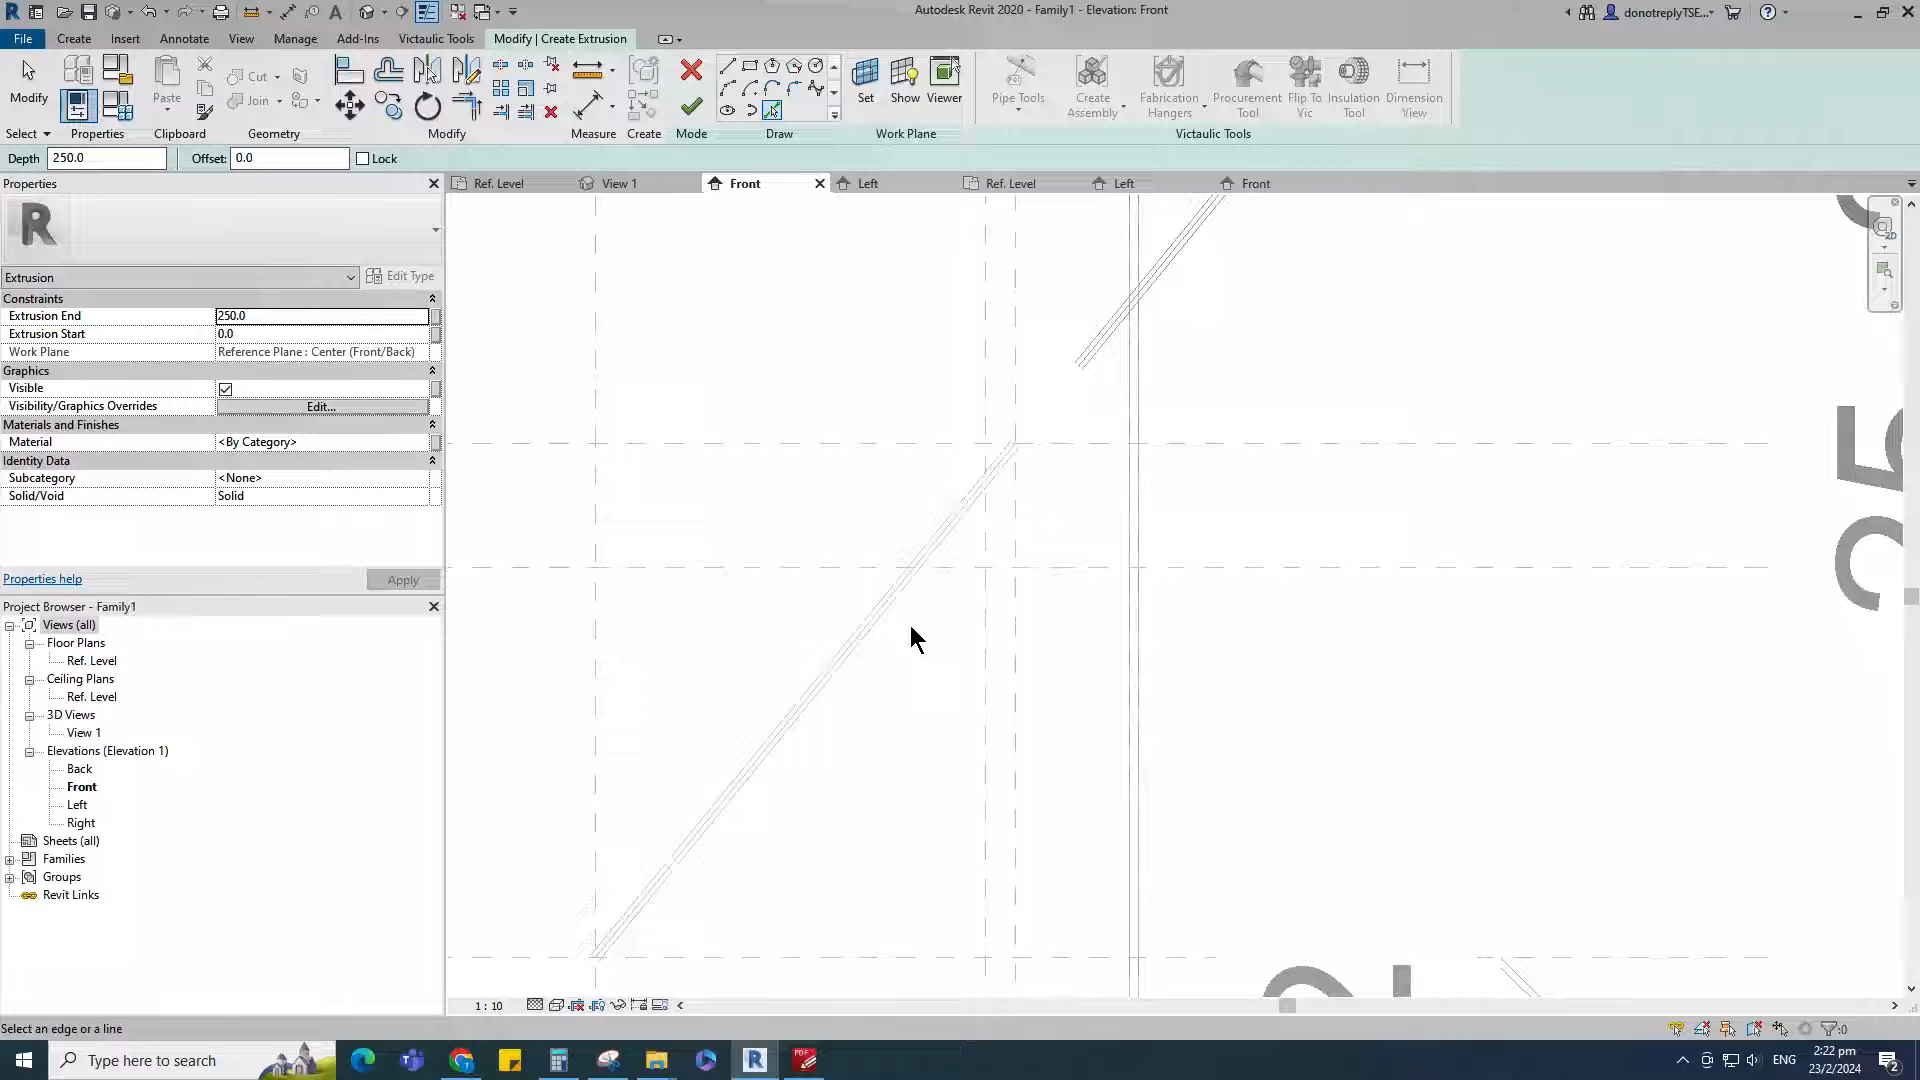 Autodesk Revit 2020 - Family1 - Elevation: Front
donotreplyTSE...
File Create Insert Annotate View Manage Add-Ins Victaulic Tools Modify | Create Extrusion
Modify
Paste
Cut
Join
Set Show Viewer
Pipe Tools
Create Assembly
Fabrication Hangers
Procurement Tool
Flip To Vic
Insulation Tool
Dimension View
Select Properties Clipboard Geometry Modify Measure Create Mode Draw Work Plane Victaulic Tools
Depth 250.0 Offset: 0.0 Lock
Properties
Ref. Level View 1 Front Left Ref. Level Left Front
R
Extrusion Edit Type
Constraints
Extrusion End 250.0
Extrusion Start 0.0
Work Plane Reference Plane : Center (Front/Back)
Graphics
Visible
Visibility/Graphics Overrides Edit...
Materials and Finishes
Material <By Category>
Identity Data
Subcategory <None>
Solid/Void Solid
Properties help Apply
Project Browser - Family1
Views (all)
Floor Plans
Ref. Level
Ceiling Plans
Ref. Level
3D Views
View 1
Elevations (Elevation 1)
Back
Front
Left
Right
Sheets (all)
Families
Groups
Revit Links
1 : 10
Select an edge or a line
:0
Type here to search
ENG
2:22 pm
23/2/2024
2